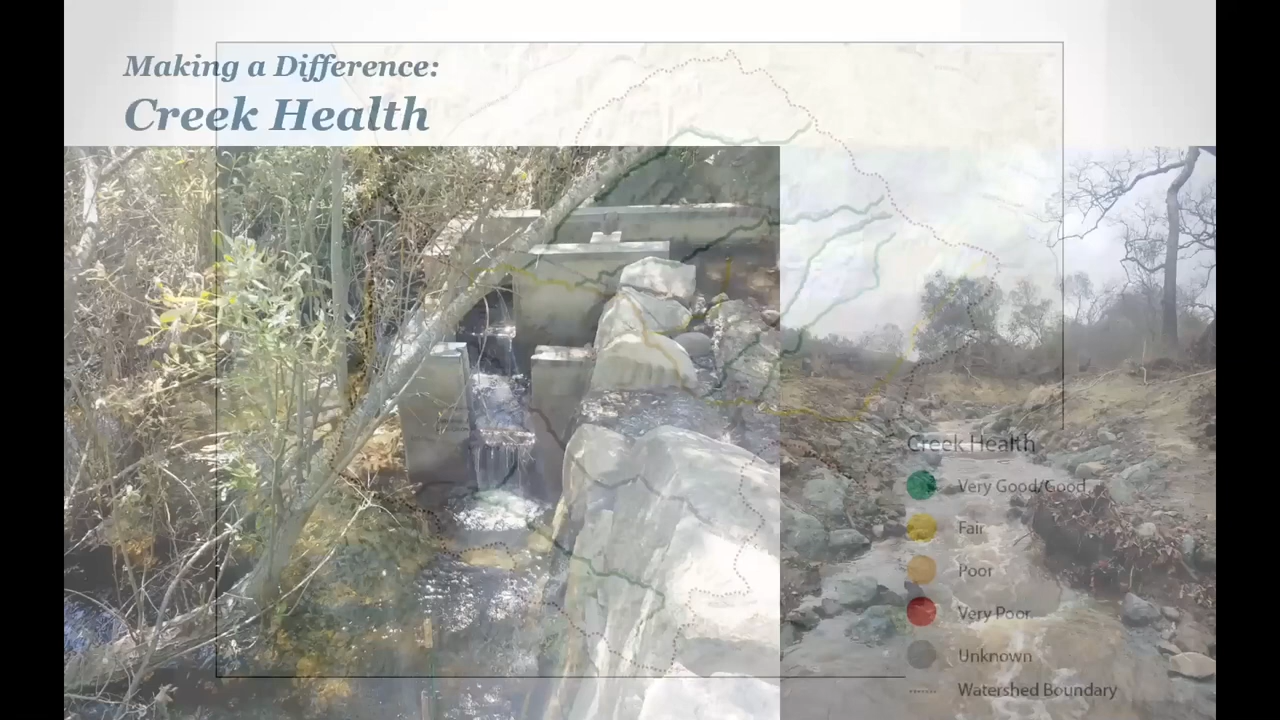 Making a Difference:
Creek Health
Creek Health
Very Good/Good
Fair
Poor
Very Poor
Unknown
Watershed Boundary